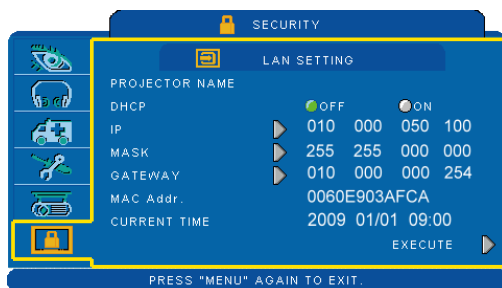 SECURITY
LAN SETTING
PROJECTOR NAME
DHCP OFF ON
IP 010 000 050 100
MASK 255 255 000 000
GATEWAY 010 000 000 254
MAC Addr. 0060E903AFCA
CURRENT TIME 2009 01/01 09:00
EXECUTE
PRESS "MENU" AGAIN TO EXIT.